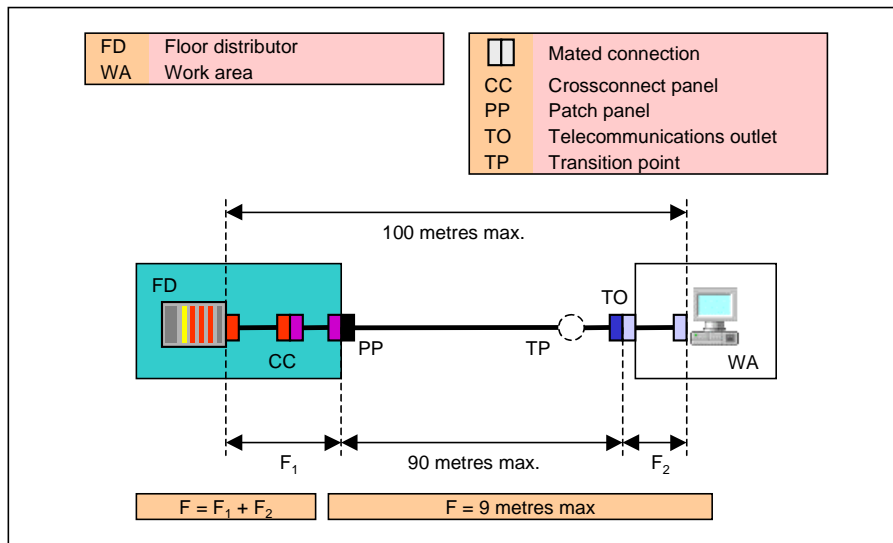 FD Floor distributor
WA Work area
Mated connection
CC Crossconnect panel
PP Patch panel
TO Telecommunications outlet
TP Transition point
100 metres max.
FD
TO
CC
PP
TP
WA
F₁
90 metres max.
F₂
F = F₁ + F₂
F = 9 metres max